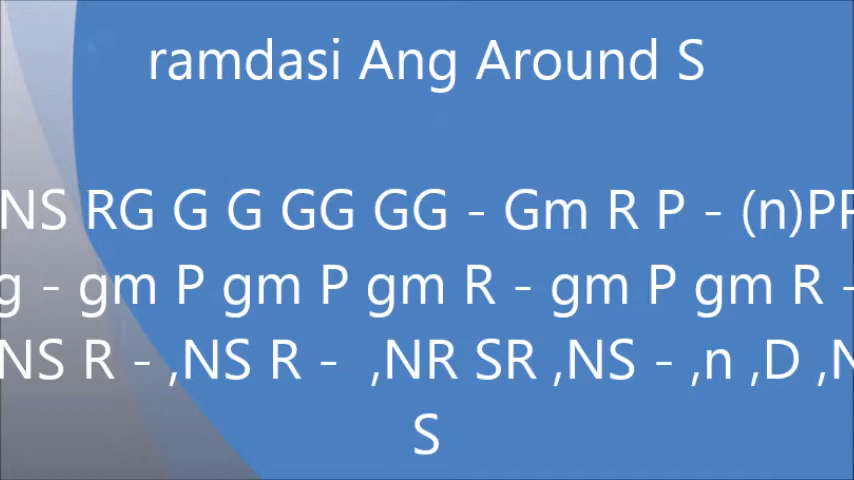 ramdasi Ang Around S
NS RG G G GG GG - Gm R P - (n)PP
g - gm P gm P gm R - gm P gm R -
NS R - ,NS R - ,NR SR ,NS - ,n ,D ,N
S